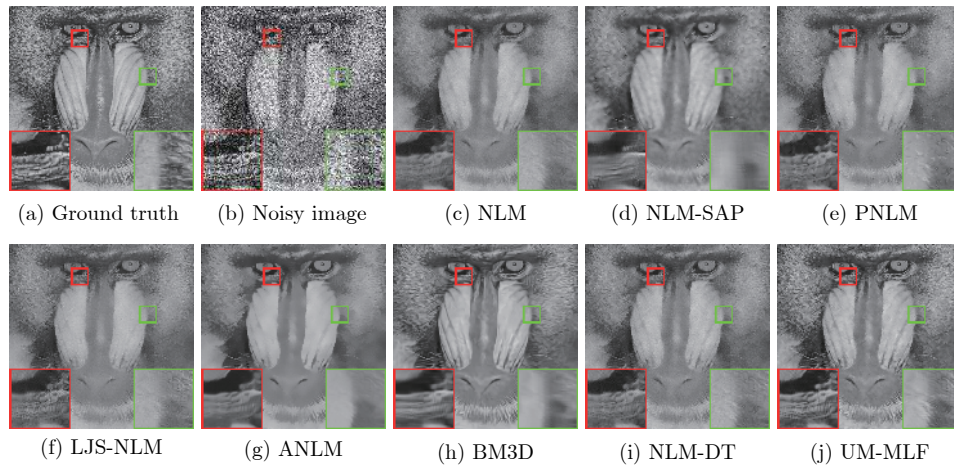 (a) Ground truth
(b) Noisy image
(c) NLM
(d) NLM-SAP
(e) PNLM
(f) LJS-NLM
(g) ANLM
(h) BM3D
(i) NLM-DT
(j) UM-MLF